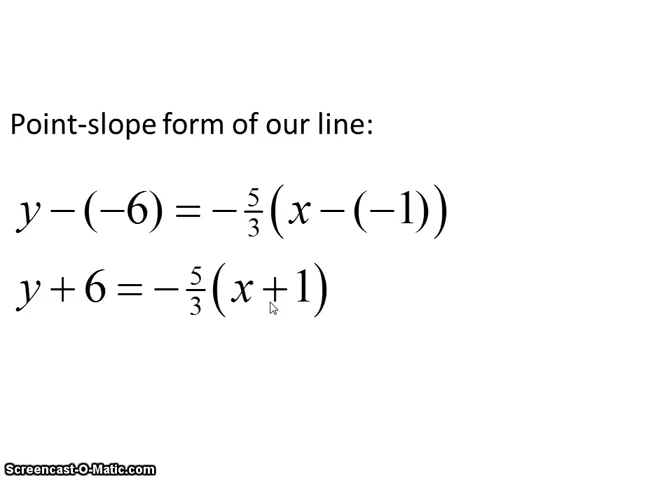 Point-slope form of our line:
y − (−6) = − 5/3 (x − (−1))
y + 6 = − 5/3 (x + 1)
Screencast-O-Matic.com